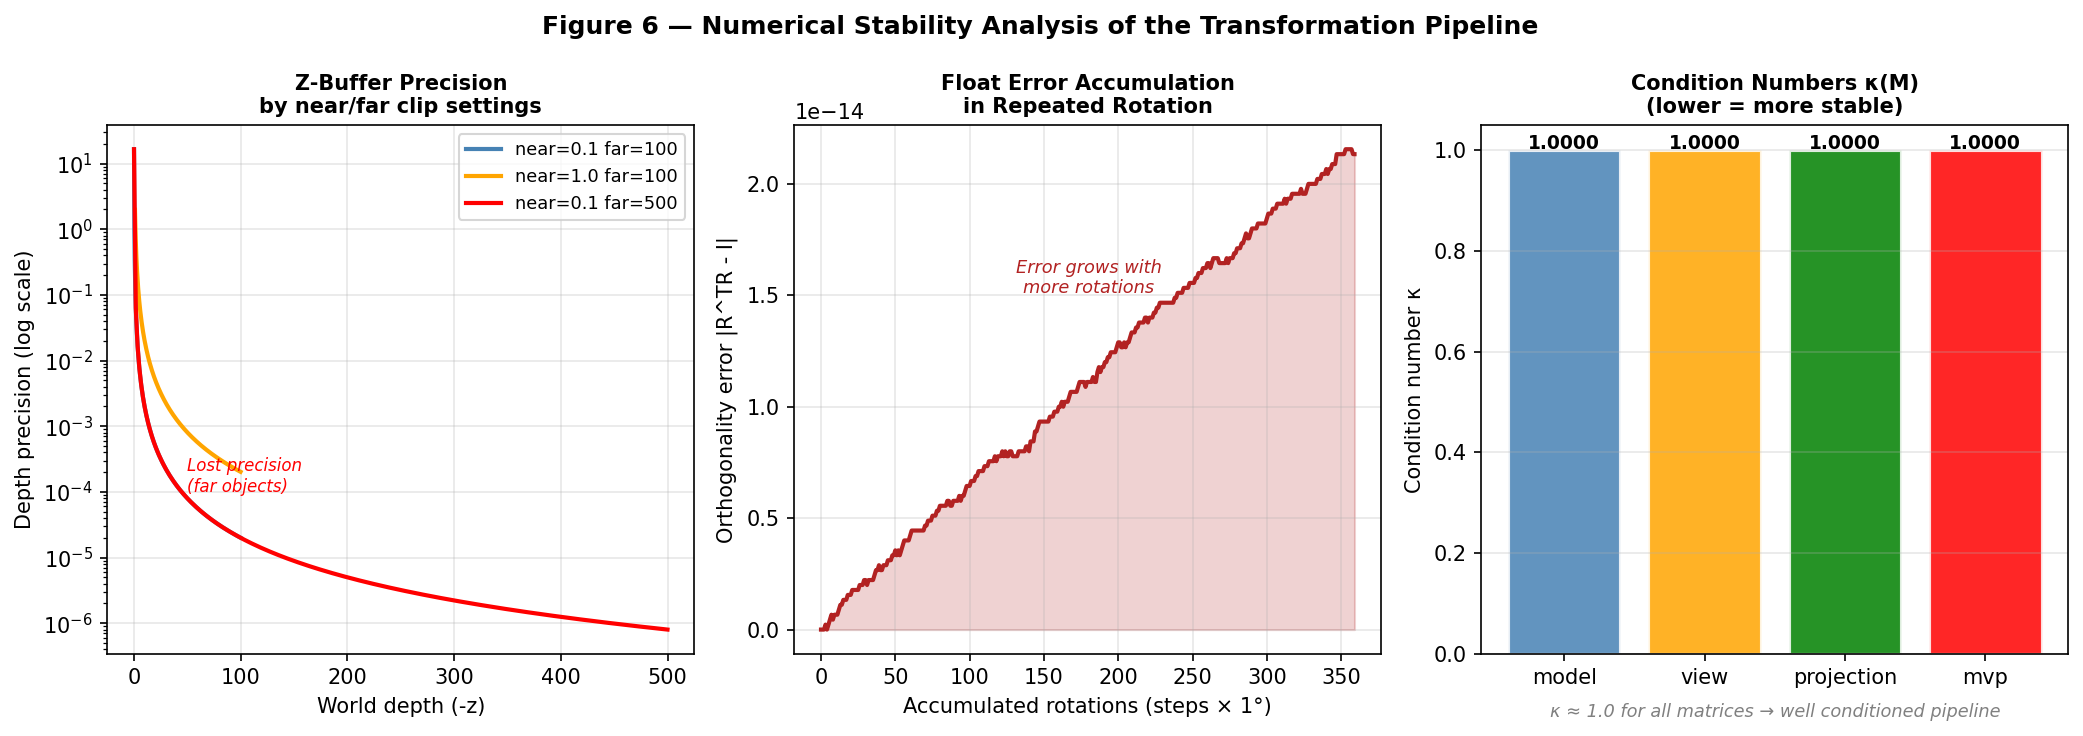 Figure 6 — Numerical Stability Analysis of the Transformation Pipeline
Z-Buffer Precision
by near/far clip settings
Depth precision (log scale)
10¹
10⁰
10⁻¹
10⁻²
10⁻³
10⁻⁴
10⁻⁵
10⁻⁶
near=0.1 far=100
near=1.0 far=100
near=0.1 far=500
Lost precision
(far objects)
0 100 200 300 400 500
World depth (-z)
Float Error Accumulation
in Repeated Rotation
1e−14
Orthogonality error |R^TR - I|
2.0
1.5
1.0
0.5
0.0
Error grows with
more rotations
0 50 100 150 200 250 300 350
Accumulated rotations (steps × 1°)
Condition Numbers κ(M)
(lower = more stable)
Condition number κ
1.0
0.8
0.6
0.4
0.2
0.0
1.0000 1.0000 1.0000 1.0000
model view projection mvp
κ ≈ 1.0 for all matrices → well conditioned pipeline